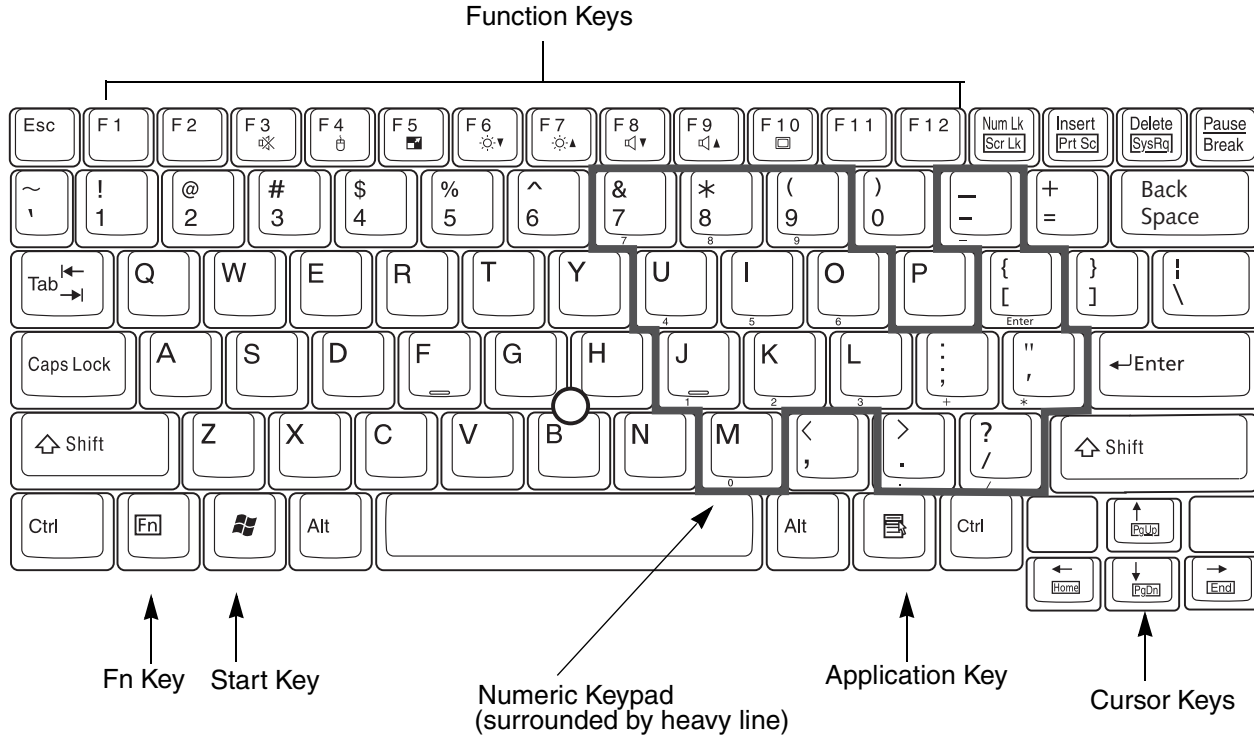 Function Keys
Esc F1 F2 F3 F4 F5 F6 F7 F8 F9 F10 F11 F12 Num Lk Scr Lk Insert Prt Sc Delete SysRq Pause Break
~ ! @ # $ % ^ & * ( ) _ + Back Space
` 1 2 3 4 5 6 7 8 9 0 - =
7 8 9 –
Tab Q W E R T Y U I O P { [ } ] ¦ \
4 5 6 Enter
Caps Lock A S D F G H J K L : ; " ' Enter
1 2 3 + *
Shift Z X C V B N M < , > . ? / Shift
0 . /
Ctrl Fn Alt Alt Ctrl PgUp
Home PgDn End
Fn Key Start Key Numeric Keypad (surrounded by heavy line) Application Key Cursor Keys